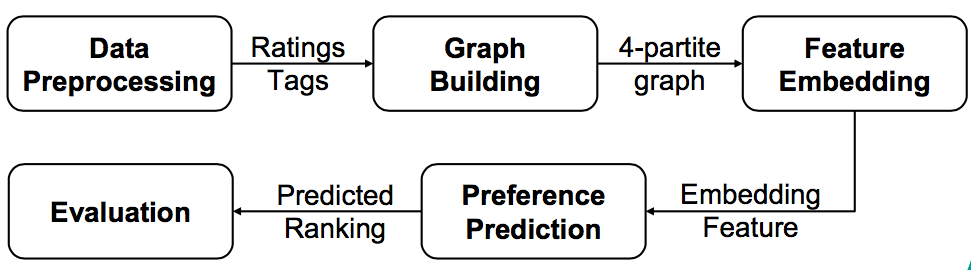 Data
Preprocessing
Ratings
Tags
Graph
Building
4-partite
graph
Feature
Embedding
Embedding
Feature
Preference
Prediction
Predicted
Ranking
Evaluation